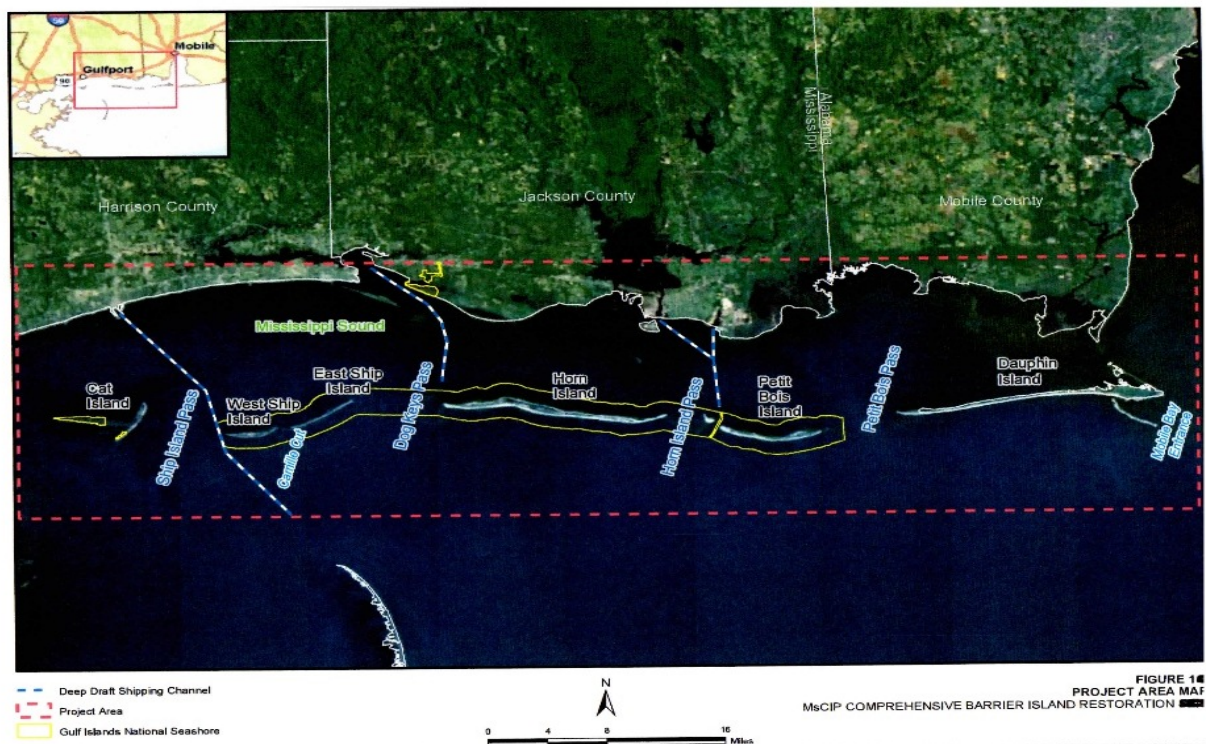 59
Mobile
Gulfport
90
Alabama
Mississippi
Harrison County
Jackson County
Mobile County
Mississippi Sound
Cat
Island
Ship Island Pass
West Ship
Island
Camille Cut
East Ship
Island
Dog Keys Pass
Horn
Island
Horn Island Pass
Petit
Bois
Island
Petit Bois Pass
Dauphin
Island
Mobile Bay
Entrance
Deep Draft Shipping Channel
Project Area
Gulf Islands National Seashore
N
0 4 8 16
Miles
FIGURE
PROJECT AREA MAP
MsCIP COMPREHENSIVE BARRIER ISLAND RESTORATION